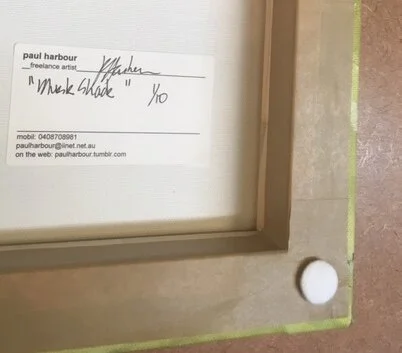 paul harbour
freelance artist
"Musk Shade" 1/10
mobil: 0408708981
paulharbour@iinet.net.au
on the web: paulharbour.tumblr.com